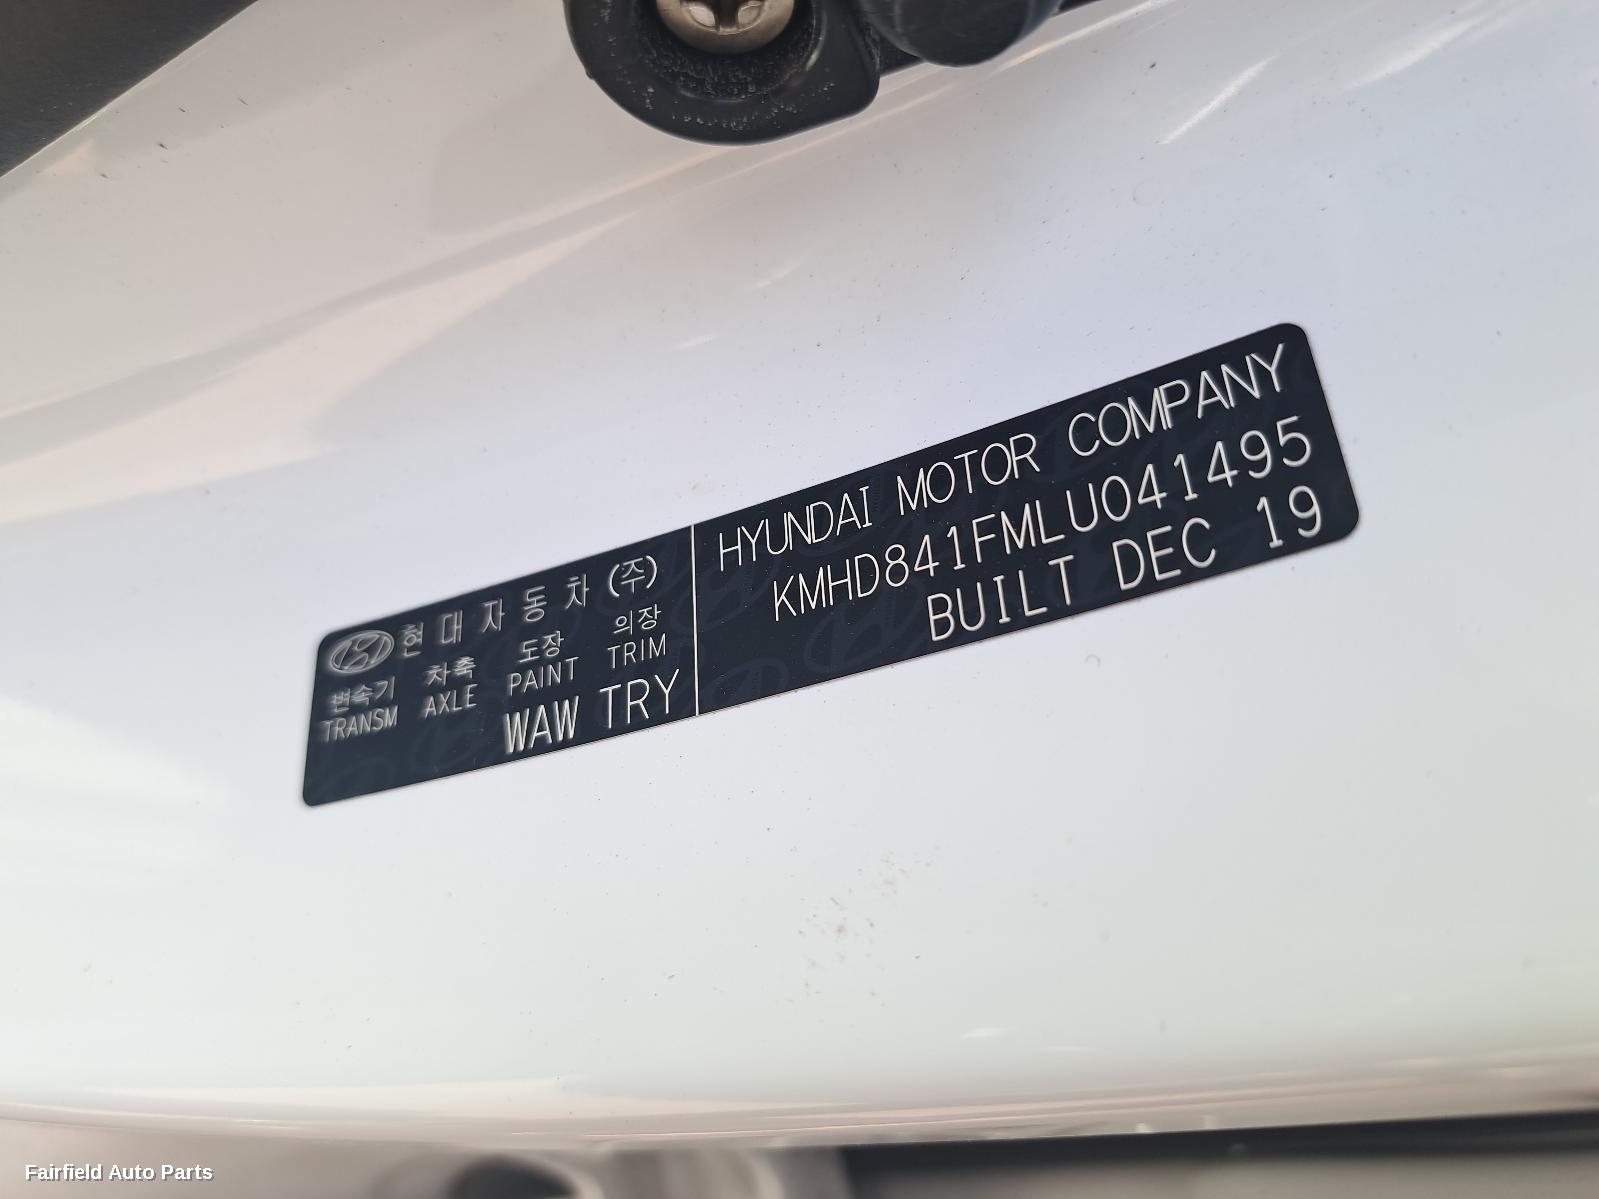 현대자동차(주)
변속기 차축 도장 의장
TRANSM AXLE PAINT TRIM
WAW TRY
HYUNDAI MOTOR COMPANY
KMHD841FMLU041495
BUILT DEC 19
Fairfield Auto Parts